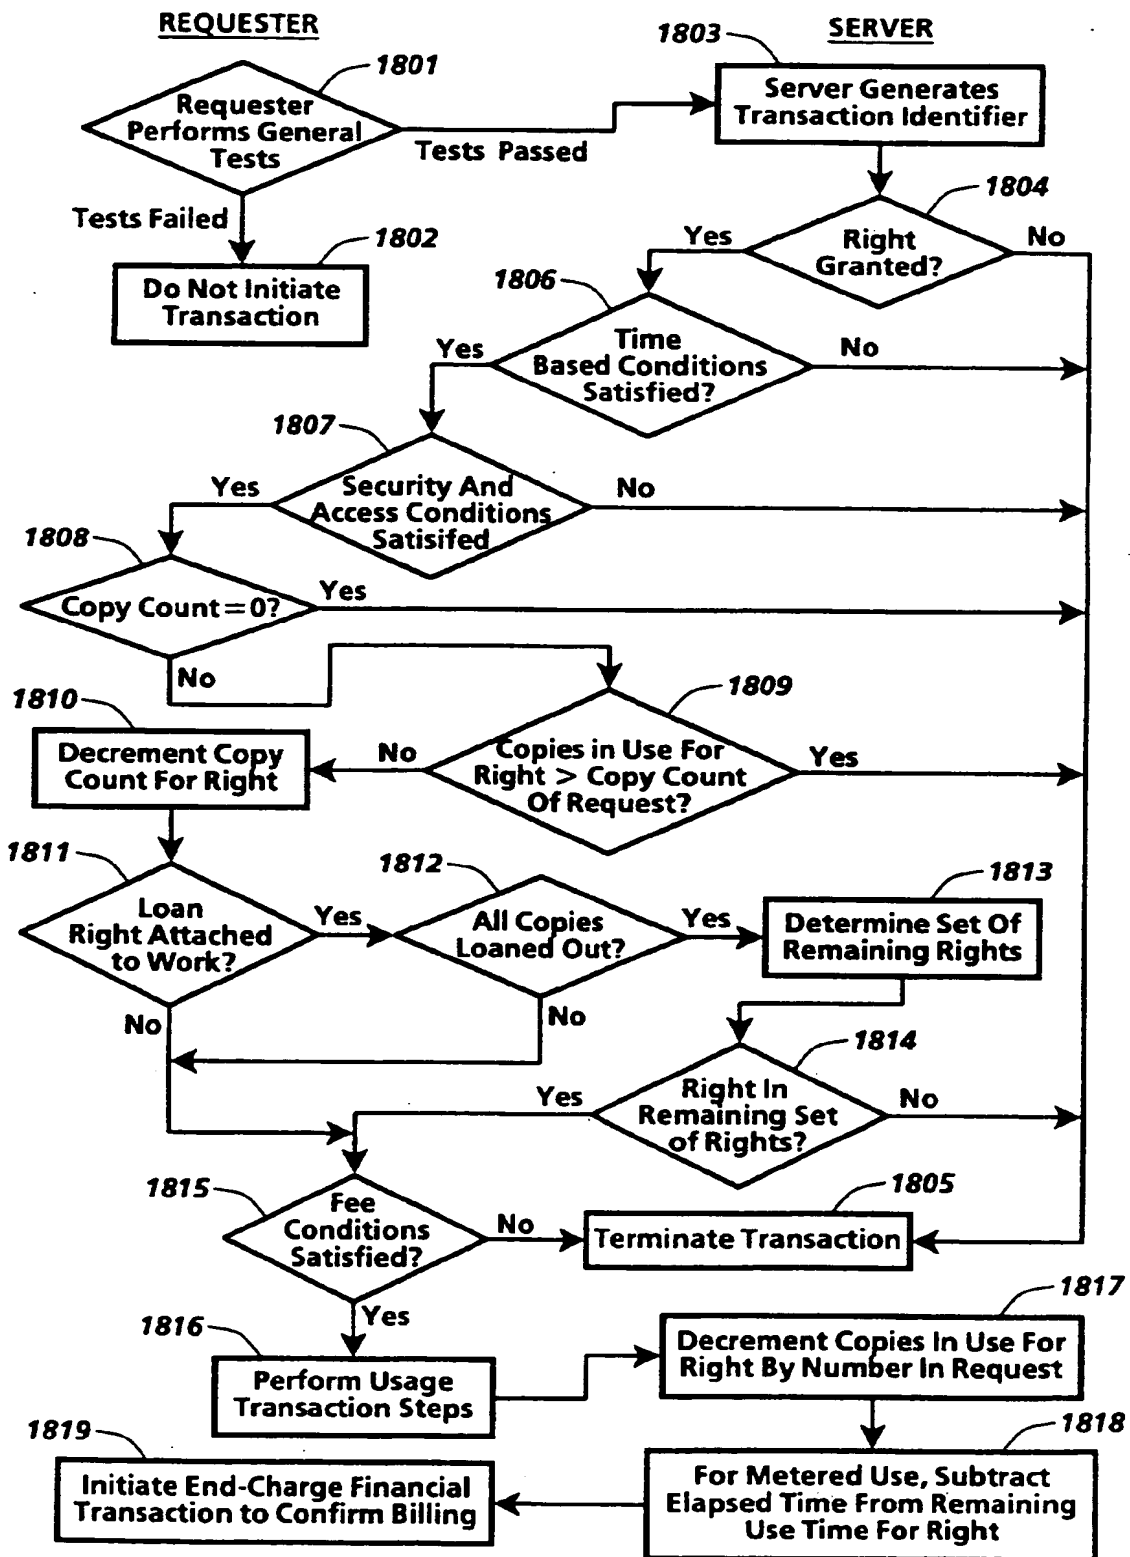 REQUESTER
SERVER
1801
Requester
Performs General
Tests
Tests Passed
Tests Failed
1802
Do Not Initiate
Transaction
1803
Server Generates
Transaction Identifier
1804
Right
Granted?
Yes
No
1806
Time
Based Conditions
Satisfied?
Yes
No
1807
Security And
Access Conditions
Satisifed
Yes
No
1808
Copy Count = 0?
Yes
No
1809
Copies in Use For
Right > Copy Count
Of Request?
No
Yes
1810
Decrement Copy
Count For Right
1811
Loan
Right Attached
to Work?
Yes
No
1812
All Copies
Loaned Out?
Yes
No
1813
Determine Set Of
Remaining Rights
1814
Right In
Remaining Set
of Rights?
Yes
No
1815
Fee
Conditions
Satisfied?
No
Yes
1805
Terminate Transaction
1816
Perform Usage
Transaction Steps
1817
Decrement Copies In Use For
Right By Number In Request
1818
For Metered Use, Subtract
Elapsed Time From Remaining
Use Time For Right
1819
Initiate End-Charge Financial
Transaction to Confirm Billing